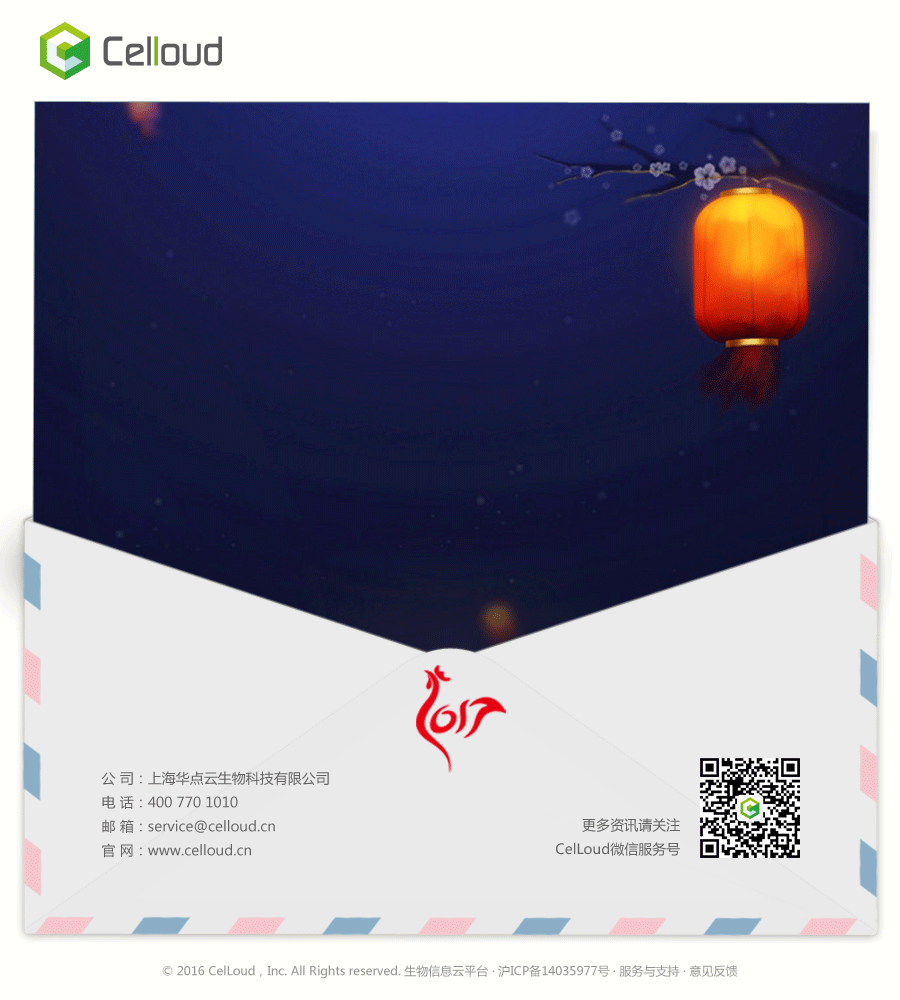 Celloud
2017
公 司：上海华点云生物科技有限公司
电 话：400 770 1010
邮 箱：service@celloud.cn
官 网：www.celloud.cn
更多资讯请关注
CelLoud微信服务号
© 2016 CelLoud , Inc. All Rights reserved. 生物信息云平台 · 沪ICP备14035977号 · 服务与支持 · 意见反馈